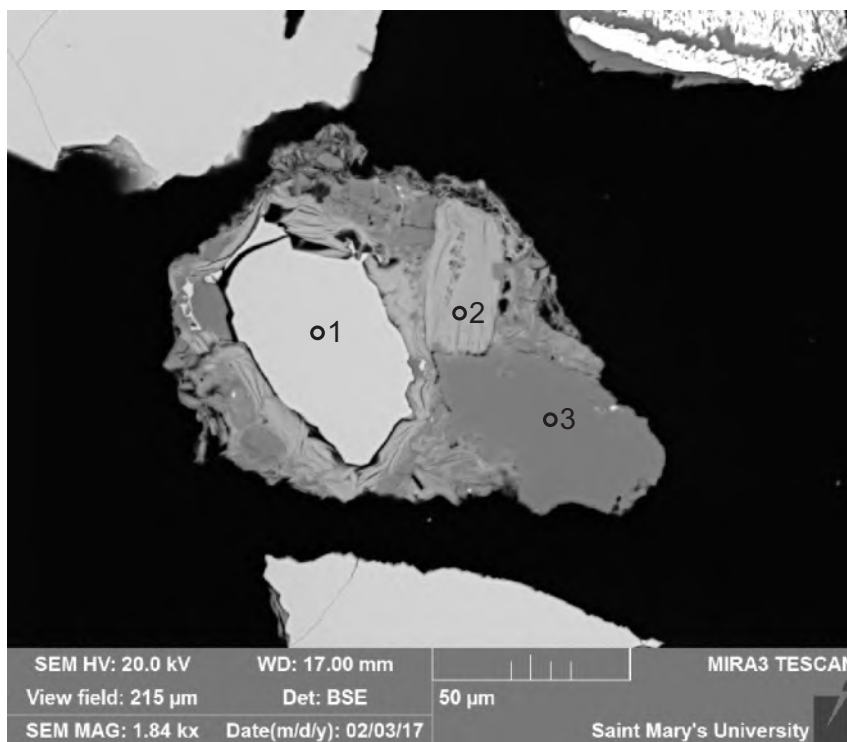 1
2
3
SEM HV: 20.0 kV WD: 17.00 mm MIRA3 TESCAN
View field: 215 µm Det: BSE 50 µm
SEM MAG: 1.84 kx Date(m/d/y): 02/03/17 Saint Mary's University